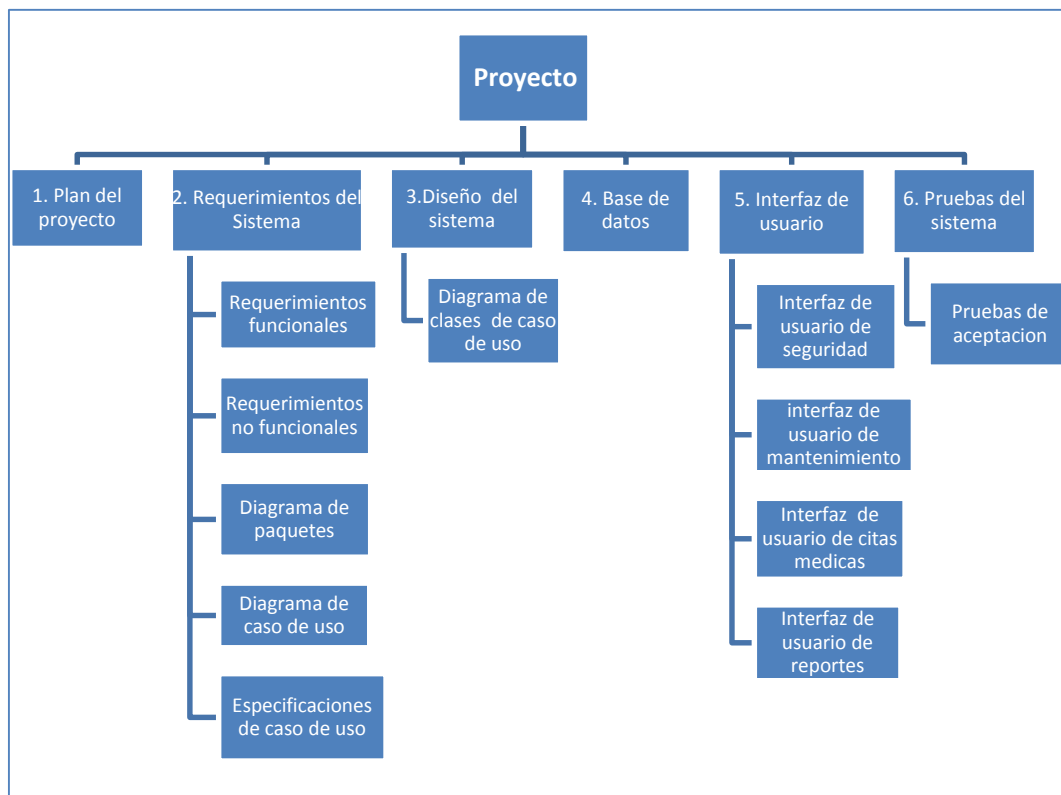 Proyecto
1. Plan del
proyecto
2. Requerimientos del
Sistema
3.Diseño del
sistema
4. Base de
datos
5. Interfaz de
usuario
6. Pruebas del
sistema
Requerimientos
funcionales
Requerimientos
no funcionales
Diagrama de
paquetes
Diagrama de
caso de uso
Especificaciones
de caso de uso
Diagrama de
clases de caso
de uso
Interfaz de
usuario de
seguridad
interfaz de
usuario de
mantenimiento
Interfaz de
usuario de citas
medicas
Interfaz de
usuario de
reportes
Pruebas de
aceptacion